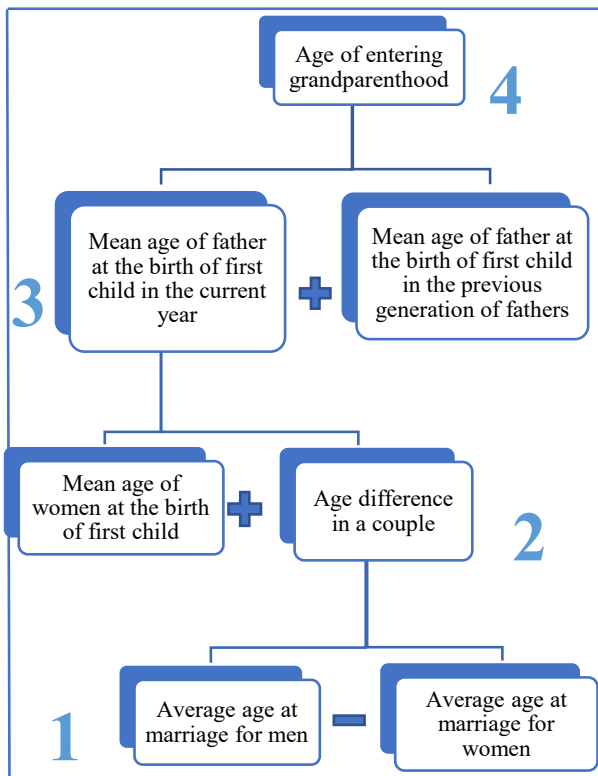 Age of entering
grandparenthood
4
Mean age of father
at the birth of first
child in the current
year
Mean age of father at
the birth of first child
in the previous
generation of fathers
3
Mean age of
women at the birth
of first child
Age difference
in a couple
2
Average age at
marriage for men
Average age at
marriage for
women
1